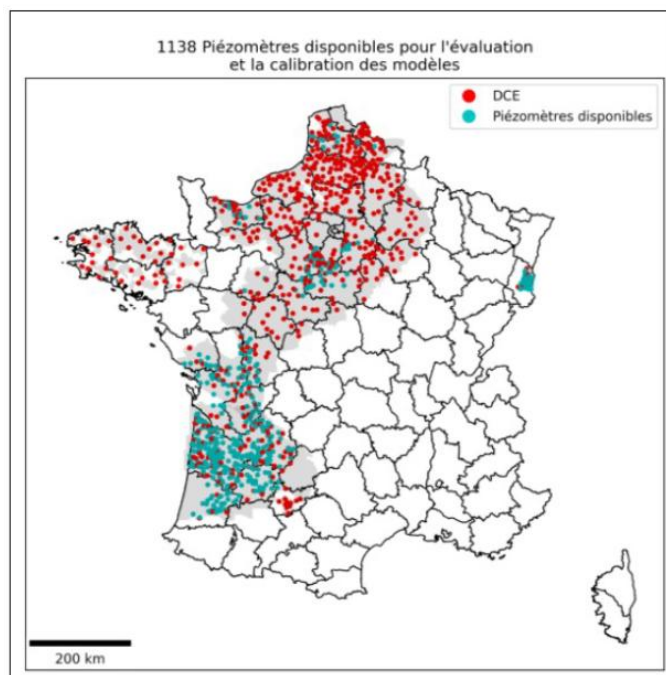 1138 Piézomètres disponibles pour l'évaluation
et la calibration des modèles
DCE
Piézomètres disponibles
200 km